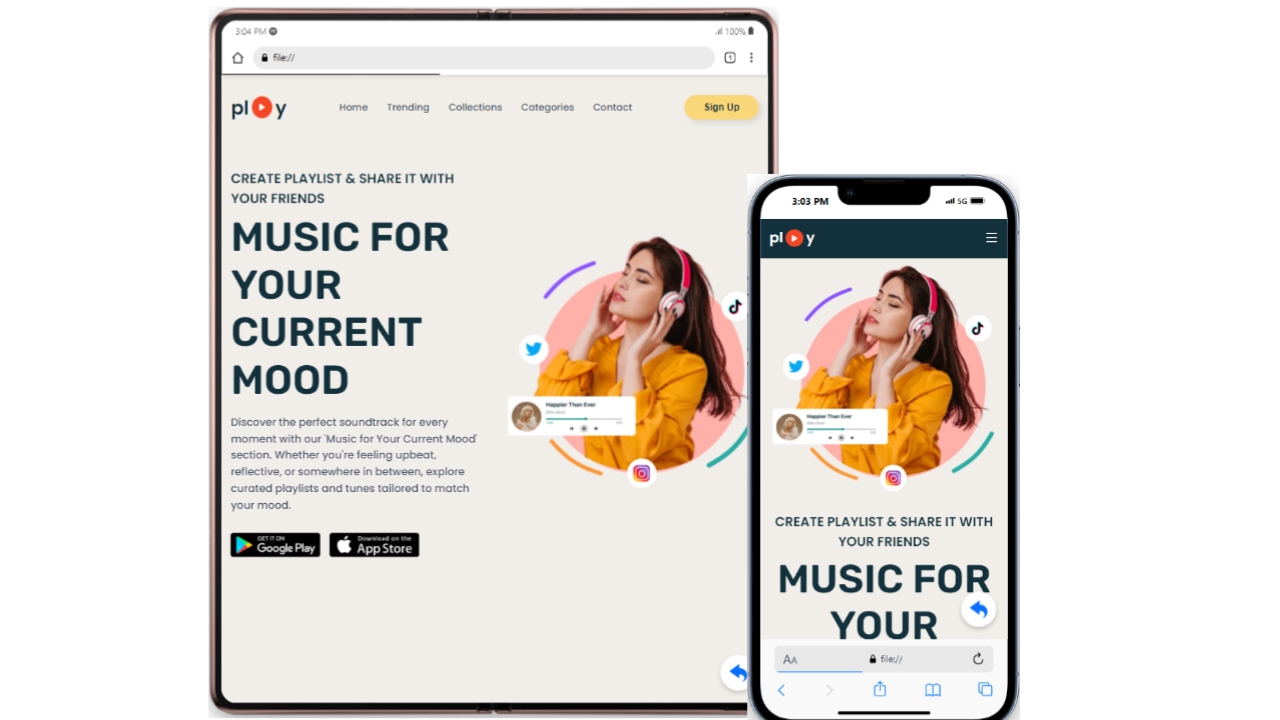 3:04 PM
100%
file://
1
play
Home Trending Collections Categories Contact
Sign Up
CREATE PLAYLIST & SHARE IT WITH
YOUR FRIENDS
MUSIC FOR
YOUR
CURRENT
MOOD
Discover the perfect soundtrack for every
moment with our 'Music for Your Current Mood'
section. Whether you're feeling upbeat,
reflective, or somewhere in between, explore
curated playlists and tunes tailored to match
your mood.
GET IT ON
Google Play
Download on the
App Store
Happier Than Ever
3:03 PM
5G
play
Happier Than Ever
CREATE PLAYLIST & SHARE IT WITH
YOUR FRIENDS
MUSIC FOR
YOUR
AA
file://